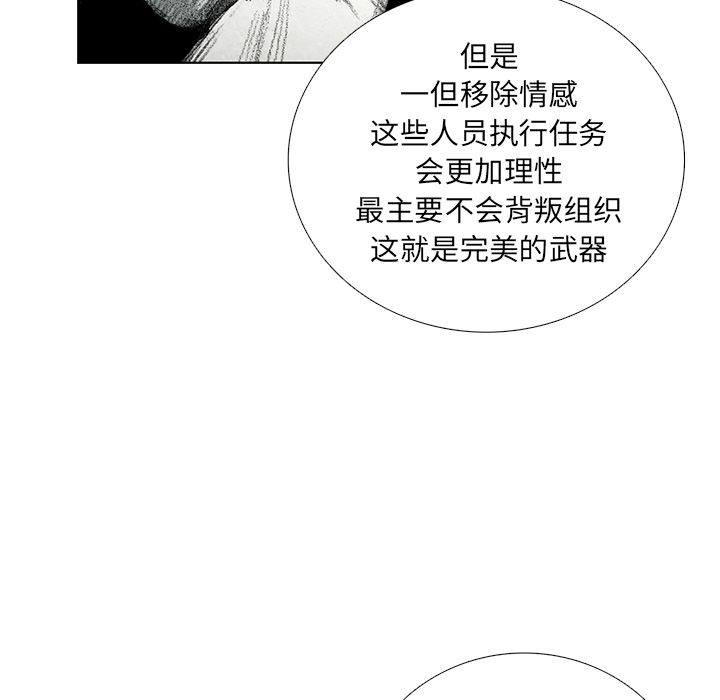 但是
一但移除情感
这些人员执行任务
会更加理性
最主要不会背叛组织
这就是完美的武器